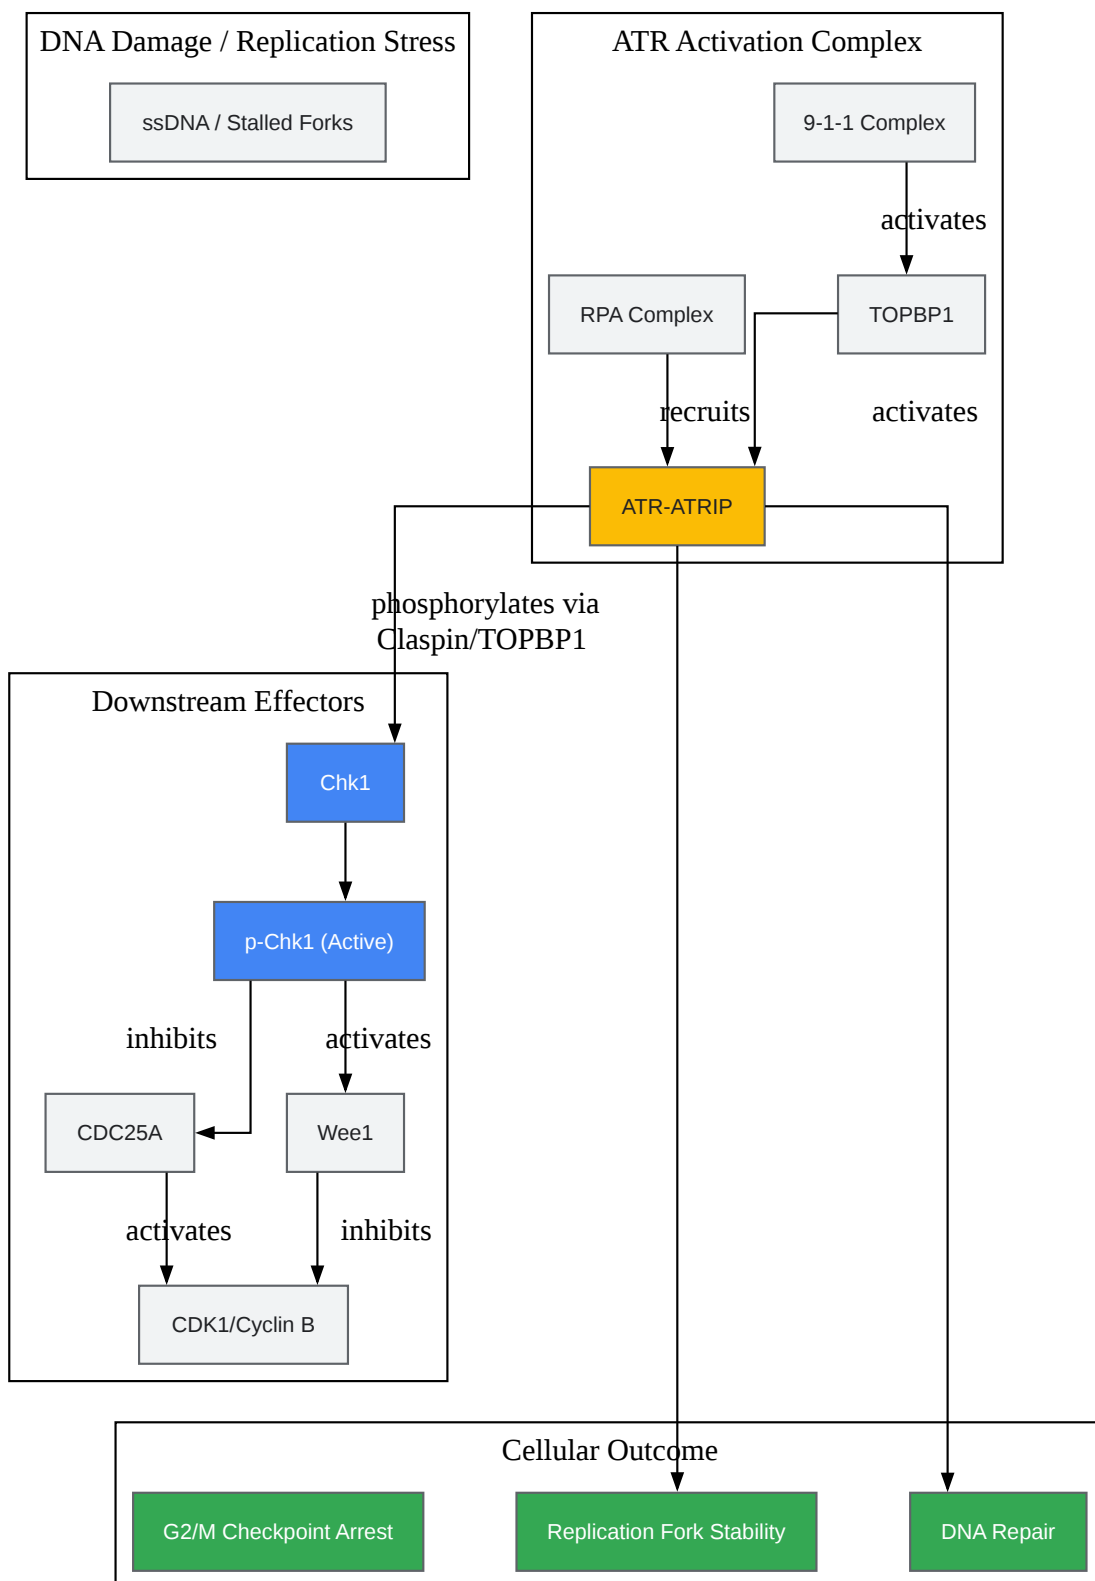 DNA Damage / Replication Stress
ssDNA / Stalled Forks
ATR Activation Complex
9-1-1 Complex
activates
RPA Complex
TOPBP1
recruits
activates
ATR-ATRIP
phosphorylates via
Claspin/TOPBP1
Downstream Effectors
Chk1
p-Chk1 (Active)
inhibits
activates
CDC25A
Wee1
activates
inhibits
CDK1/Cyclin B
Cellular Outcome
G2/M Checkpoint Arrest
Replication Fork Stability
DNA Repair